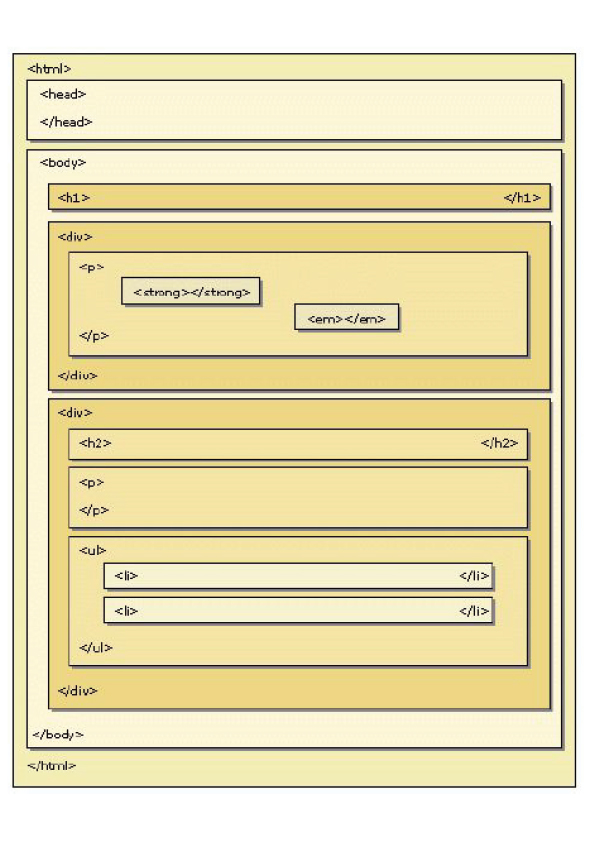 <html>
<head>
</head>
<body>
<h1> </h1>
<div>
<p>
<strong></strong>
<em></em>
</p>
</div>
<div>
<h2> </h2>
<p>
</p>
<ul>
<li> </li>
<li> </li>
</ul>
</div>
</body>
</html>